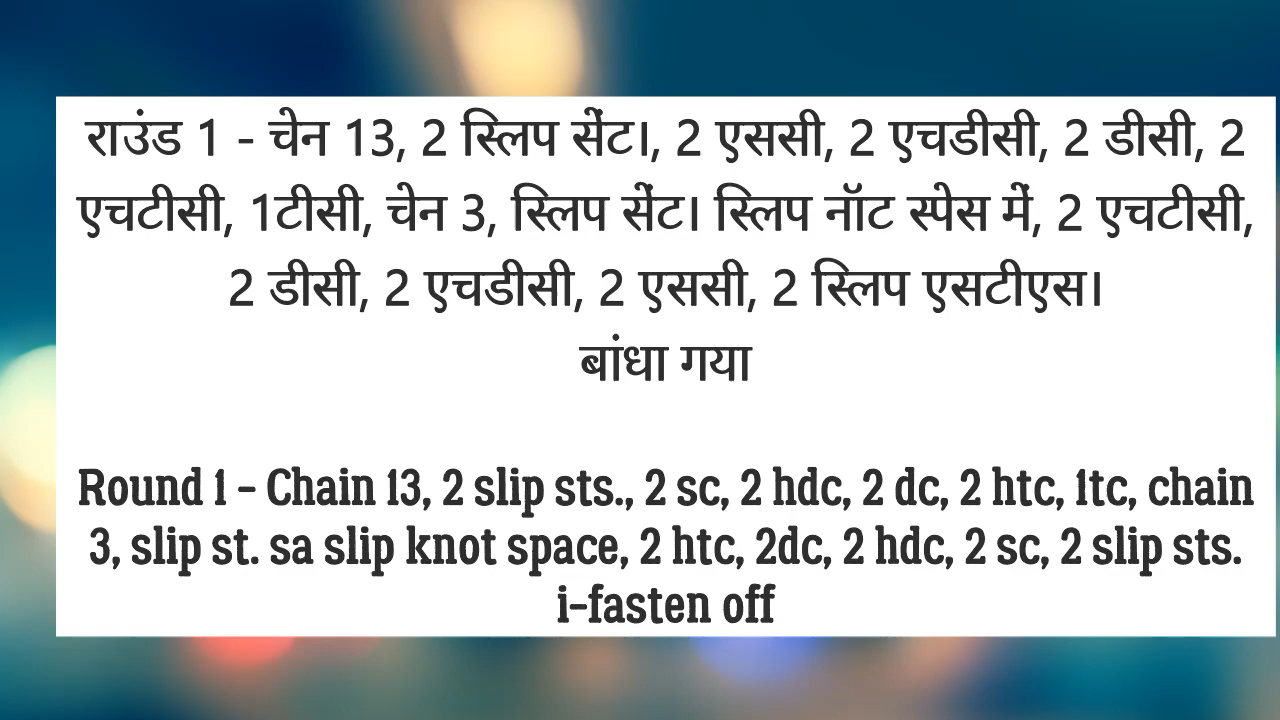 राउंड 1 - चेन 13, 2 स्लिप सेंट।, 2 एससी, 2 एचडीसी, 2 डीसी, 2
एचटीसी, 1टीसी, चेन 3, स्लिप सेंट। स्लिप नॉट स्पेस में, 2 एचटीसी,
2 डीसी, 2 एचडीसी, 2 एससी, 2 स्लिप एसटीएस।
बांधा गया
Round 1 - Chain 13, 2 slip sts., 2 sc, 2 hdc, 2 dc, 2 htc, 1tc, chain
3, slip st. sa slip knot space, 2 htc, 2dc, 2 hdc, 2 sc, 2 slip sts.
i-fasten off